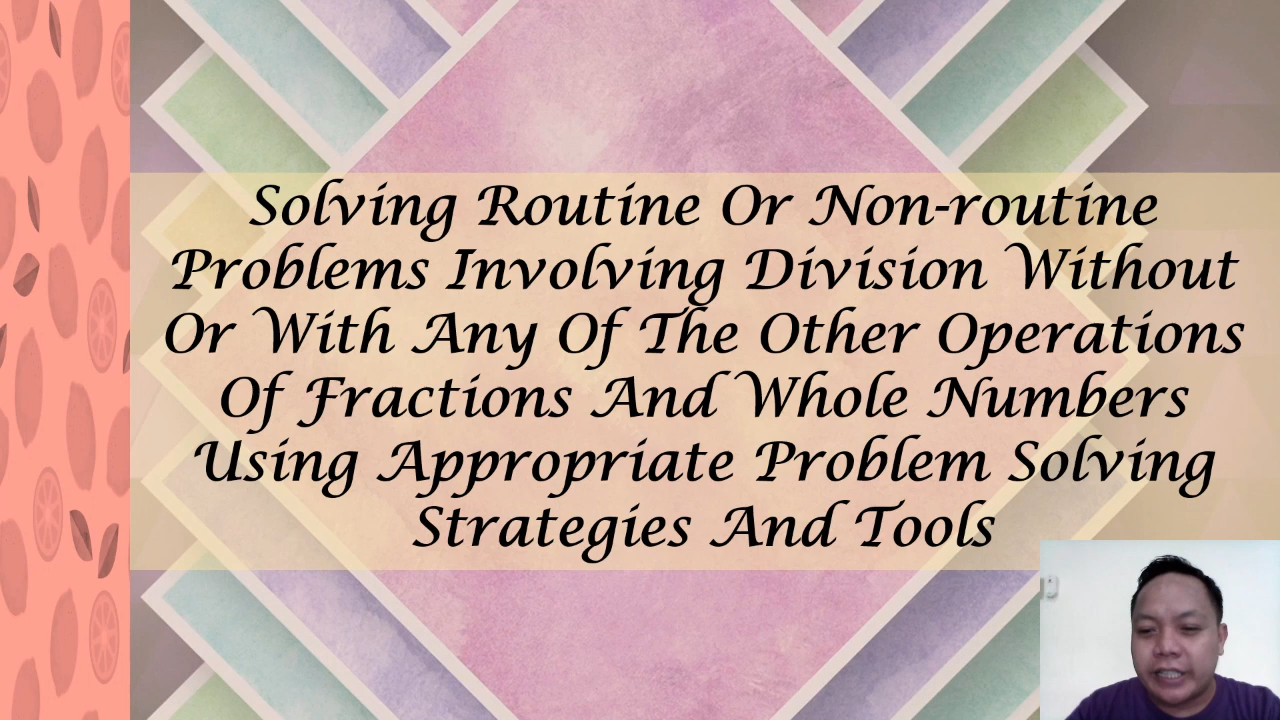 Solving Routine Or Non-routine
Problems Involving Division Without
Or With Any Of The Other Operations
Of Fractions And Whole Numbers
Using Appropriate Problem Solving
Strategies And Tools